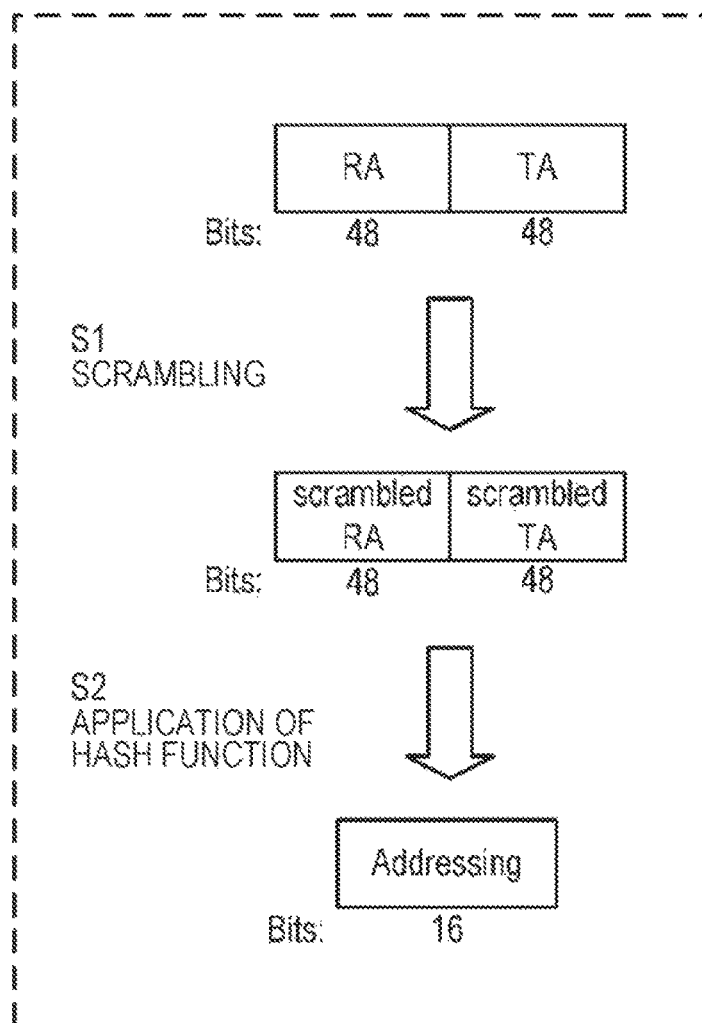 RA TA
Bits: 48 48
S1
SCRAMBLING
scrambled scrambled
RA TA
Bits: 48 48
S2
APPLICATION OF
HASH FUNCTION
Addressing
Bits: 16